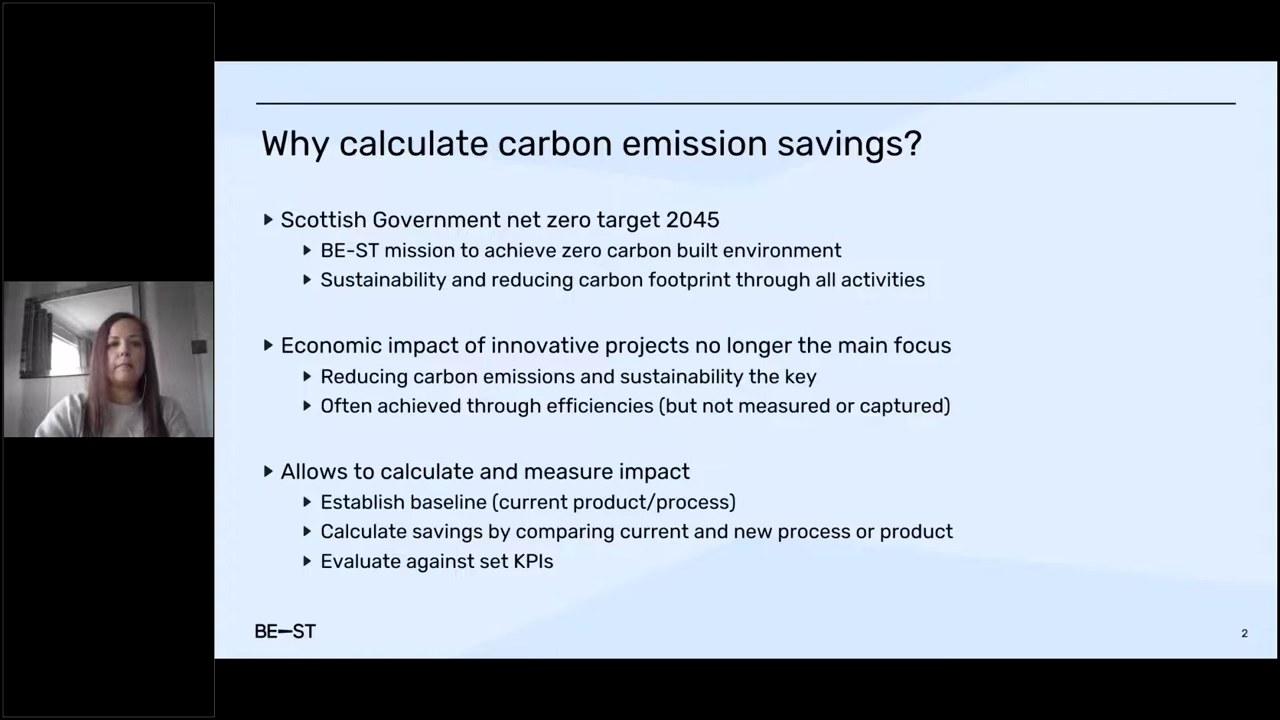 Why calculate carbon emission savings?
Scottish Government net zero target 2045
BE-ST mission to achieve zero carbon built environment
Sustainability and reducing carbon footprint through all activities
Economic impact of innovative projects no longer the main focus
Reducing carbon emissions and sustainability the key
Often achieved through efficiencies (but not measured or captured)
Allows to calculate and measure impact
Establish baseline (current product/process)
Calculate savings by comparing current and new process or product
Evaluate against set KPIs
BE—ST
2